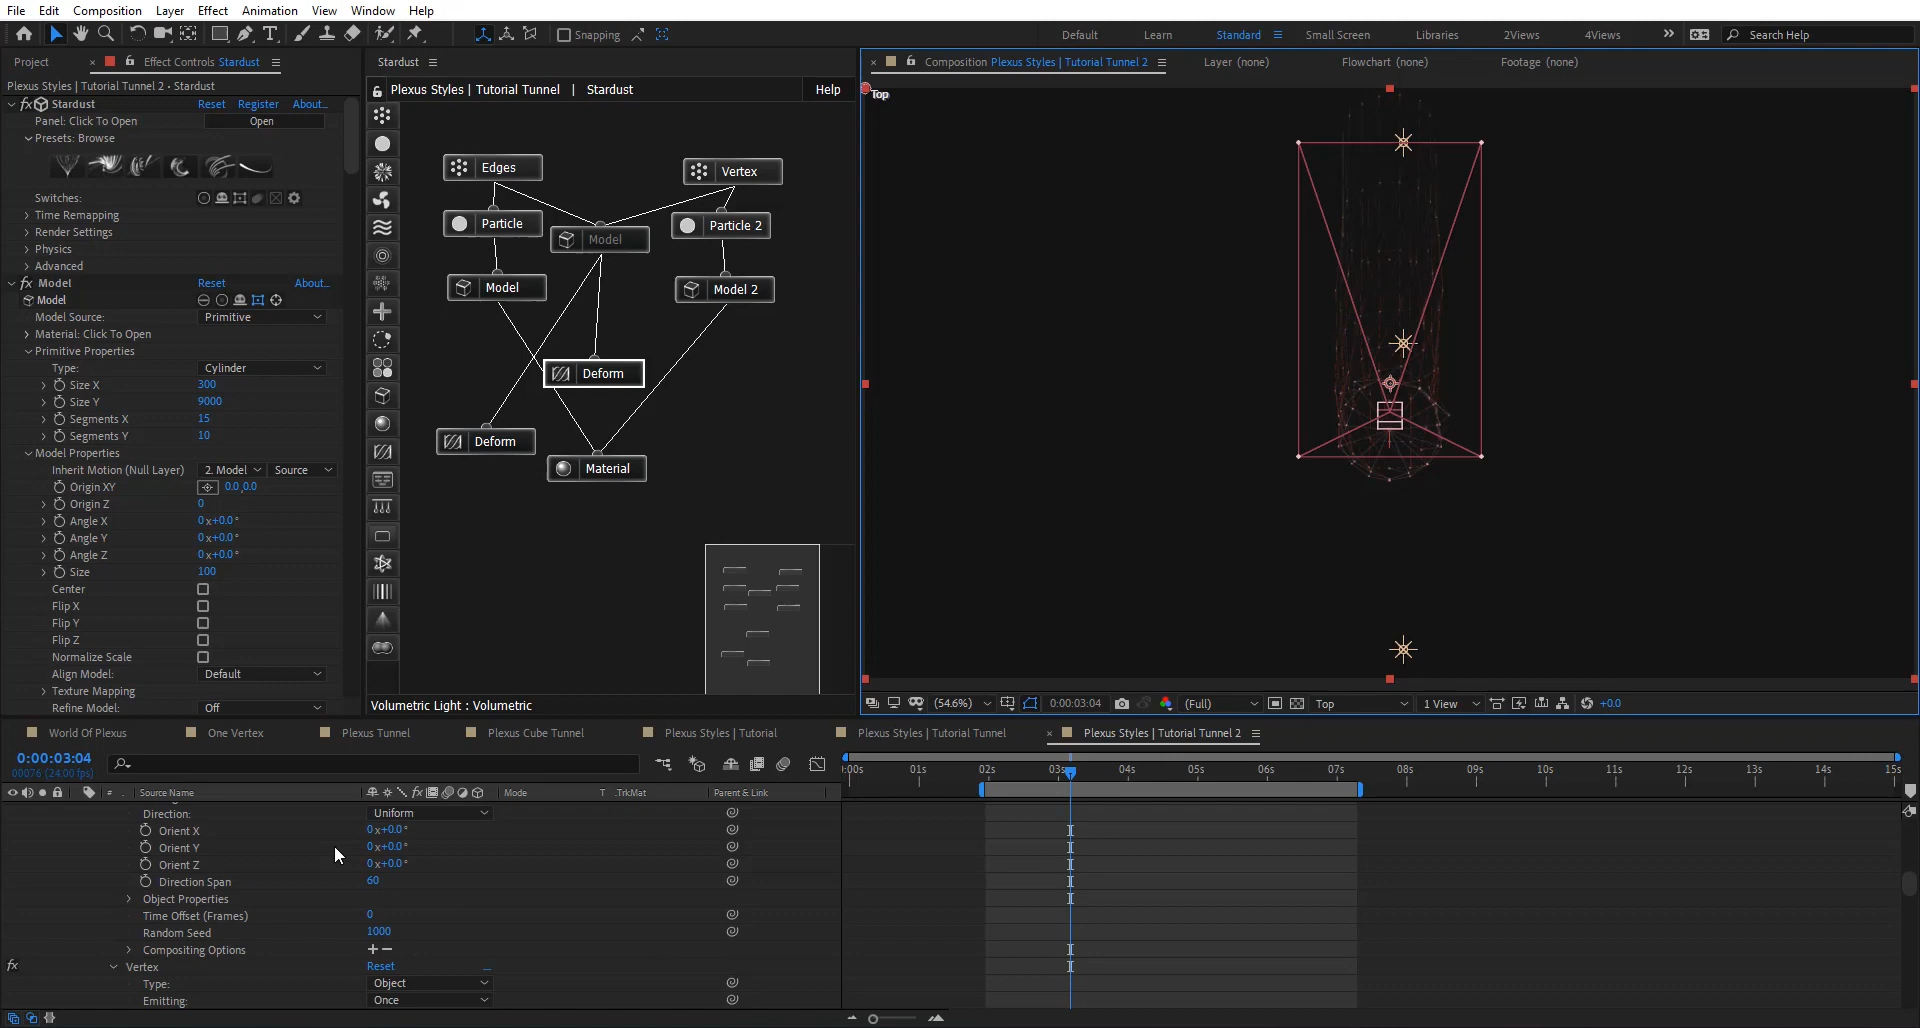 File Edit Composition Layer Effect Animation View Window Help
Snapping
Default Learn Standard Small Screen Libraries 2Views 4Views » Search Help
Project × Effect Controls Stardust
Plexus Styles | Tutorial Tunnel 2 • Stardust
fx Stardust Reset Register About...
Panel: Click To Open Open
Presets: Browse
Switches:
Time Remapping
Render Settings
Physics
Advanced
fx Model Reset About...
Model
Model Source: Primitive
Material: Click To Open
Primitive Properties
Type: Cylinder
Size X 300
Size Y 9000
Segments X 15
Segments Y 10
Model Properties
Inherit Motion (Null Layer) 2. Model Source
Origin XY 0.0,0.0
Origin Z 0
Angle X 0x+0.0°
Angle Y 0x+0.0°
Angle Z 0x+0.0°
Size 100
Center
Flip X
Flip Y
Flip Z
Normalize Scale
Align Model: Default
Texture Mapping
Refine Model: Off
Stardust
Plexus Styles | Tutorial Tunnel | Stardust Help
Edges
Vertex
Particle
Particle 2
Model
Model
Model 2
Deform
Deform
Material
Volumetric Light : Volumetric
× Composition Plexus Styles | Tutorial Tunnel 2 Layer (none) Flowchart (none) Footage (none)
Top
(54.6%) 0:00:03:04 (Full) Top 1 View +0.0
World Of Plexus One Vertex Plexus Tunnel Plexus Cube Tunnel Plexus Styles | Tutorial Plexus Styles | Tutorial Tunnel × Plexus Styles | Tutorial Tunnel 2
0:00:03:04
00076 (24.00 fps)
:00s 01s 02s 03s 04s 05s 06s 07s 08s 09s 10s 11s 12s 13s 14s 15s
# . Source Name fx Mode T .TrkMat Parent & Link
Direction: Uniform
Orient X 0x+0.0°
Orient Y 0x+0.0°
Orient Z 0x+0.0°
Direction Span 60
Object Properties
Time Offset (Frames) 0
Random Seed 1000
Compositing Options + −
fx Vertex Reset ...
Type: Object
Emitting: Once